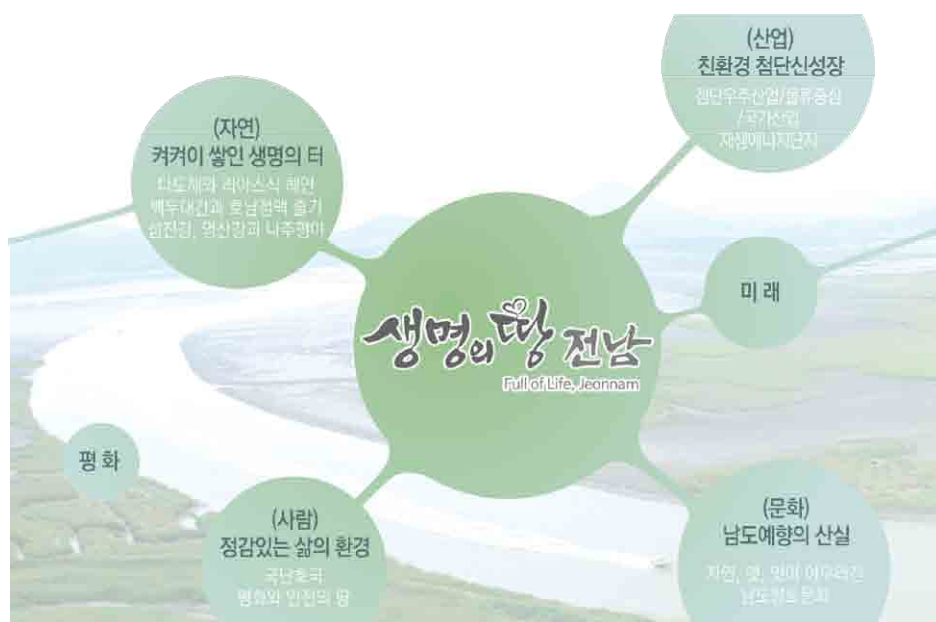 (산업)
친환경 첨단신성장
첨단우주산업/물류중심
/국가산업
재생에너지단지
(자연)
켜켜이 쌓인 생명의 터
다도해와 리아스식 해안
백두대간과 호남정맥 줄기
섬진강, 영산강과 나주평야
미래
생명의 땅 전남
Full of Life, Jeonnam
평화
(사람)
정감있는 삶의 환경
국난호국
평화와 인권의 땅
(문화)
남도예향의 산실
자연, 멋, 맛이 어우러진